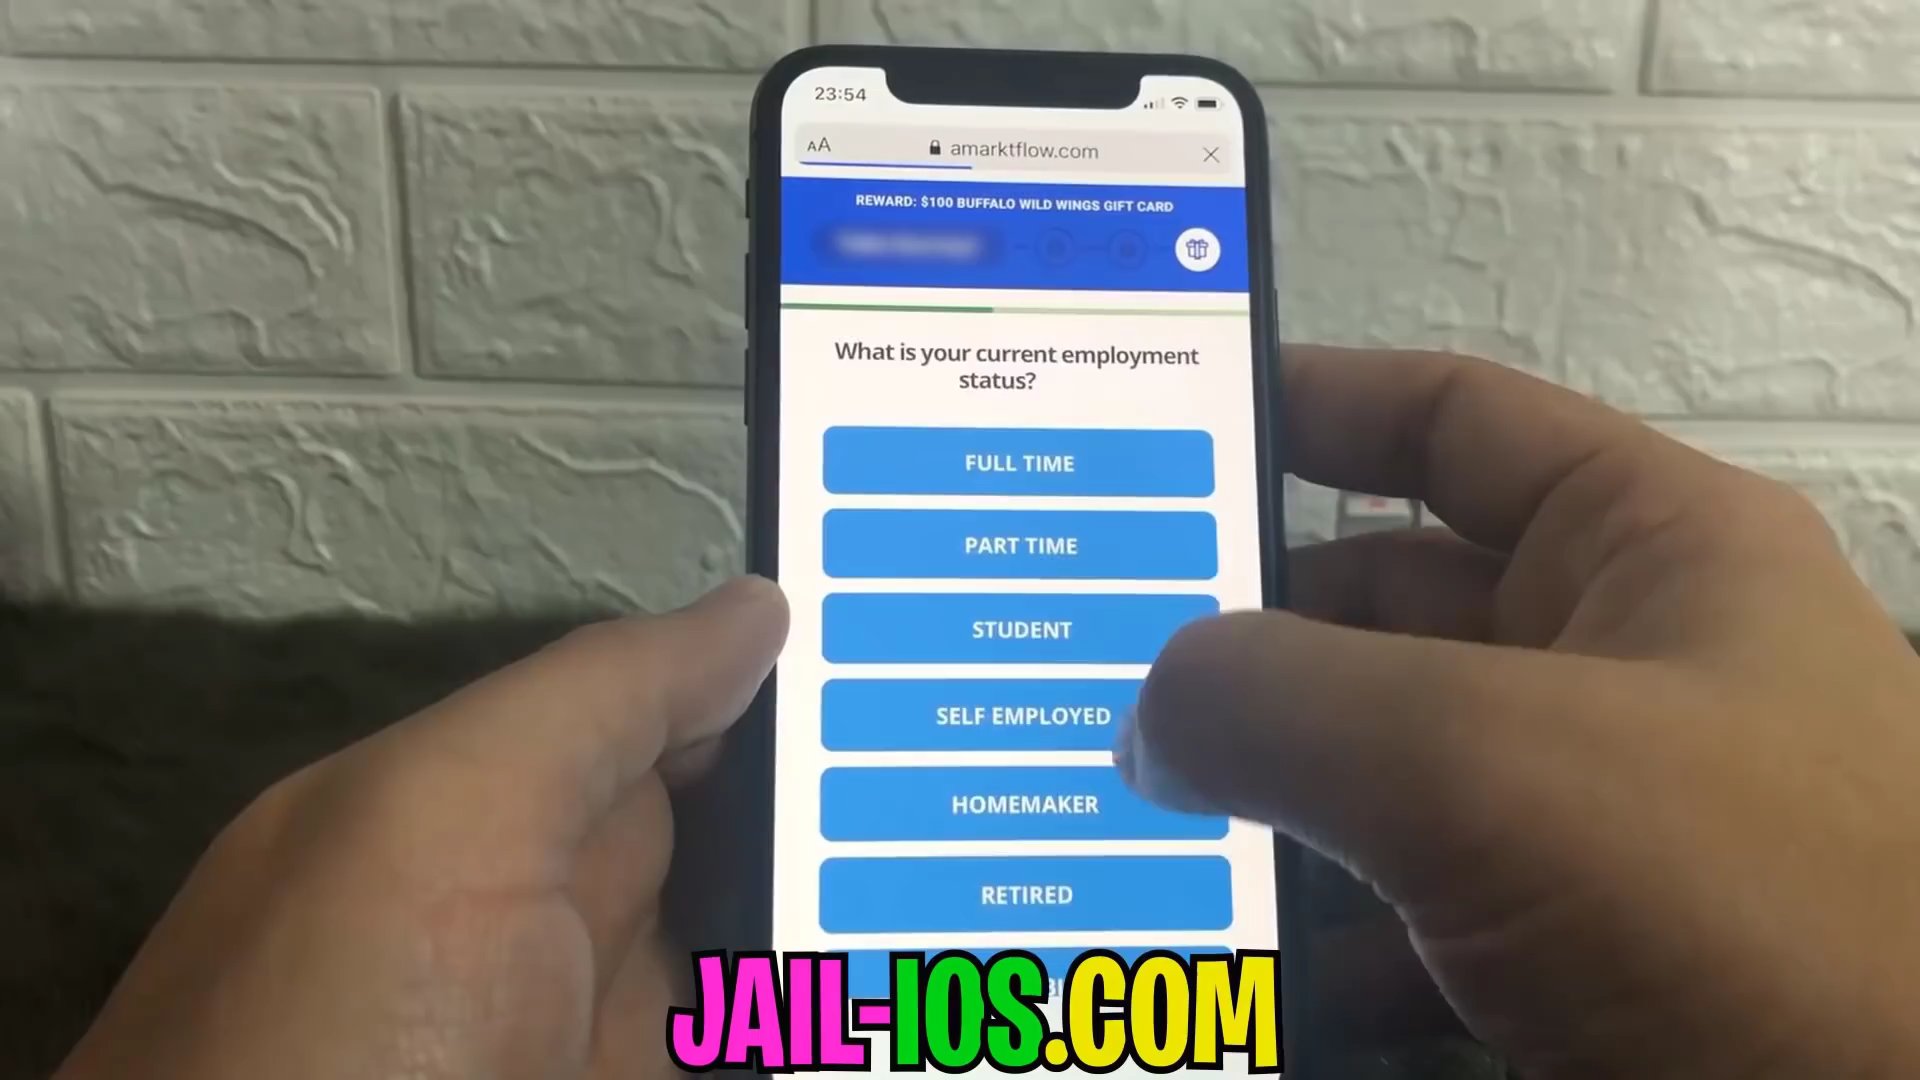 23:54
AA
amarktflow.com
REWARD: $100 BUFFALO WILD WINGS GIFT CARD
What is your current employment
status?
FULL TIME
PART TIME
STUDENT
SELF EMPLOYED
HOMEMAKER
RETIRED
JAIL-IOS.COM